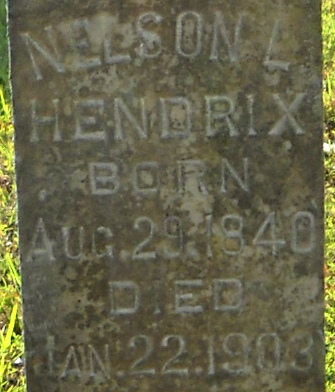 NELSON L
HENDRIX
BORN
AUG. 29. 1840
DIED
JAN. 22. 1903